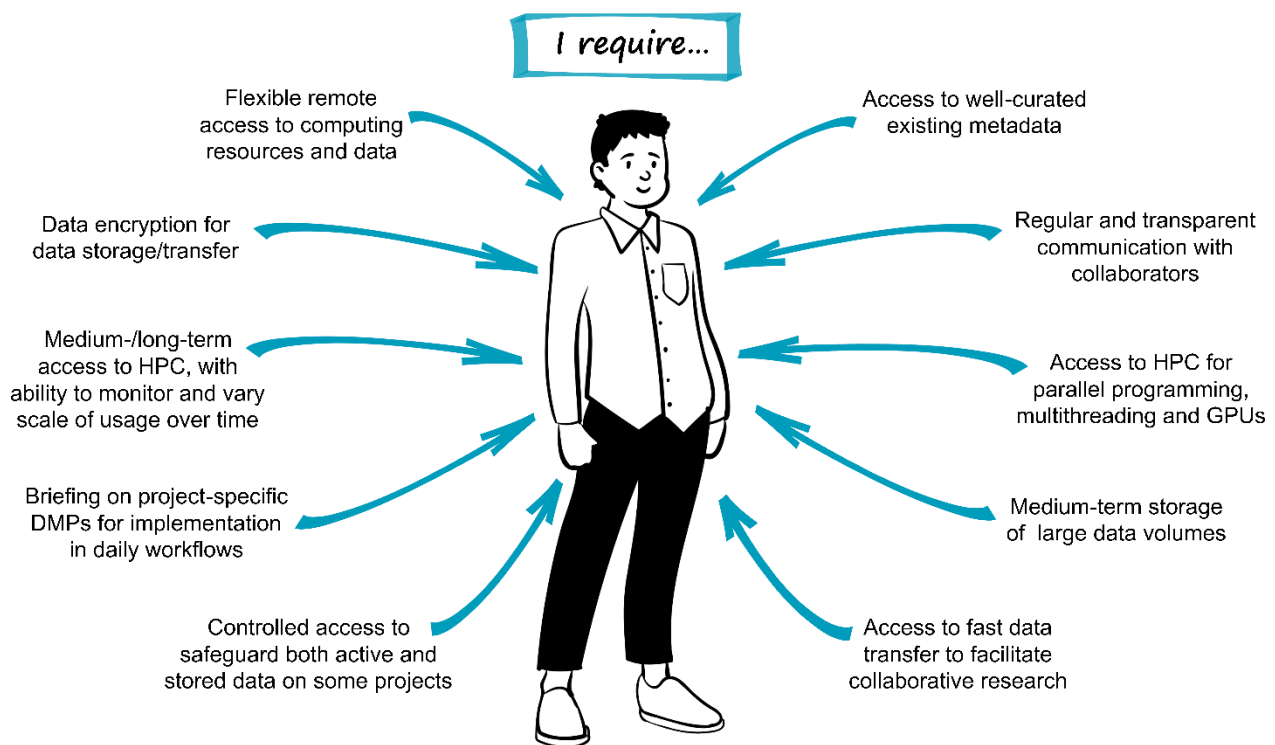 I require...
Flexible remote
access to computing
resources and data
Data encryption for
data storage/transfer
Medium-/long-term
access to HPC, with
ability to monitor and vary
scale of usage over time
Briefing on project-specific
DMPs for implementation
in daily workflows
Controlled access to
safeguard both active and
stored data on some projects
Access to well-curated
existing metadata
Regular and transparent
communication with
collaborators
Access to HPC for
parallel programming,
multithreading and GPUs
Medium-term storage
of large data volumes
Access to fast data
transfer to facilitate
collaborative research